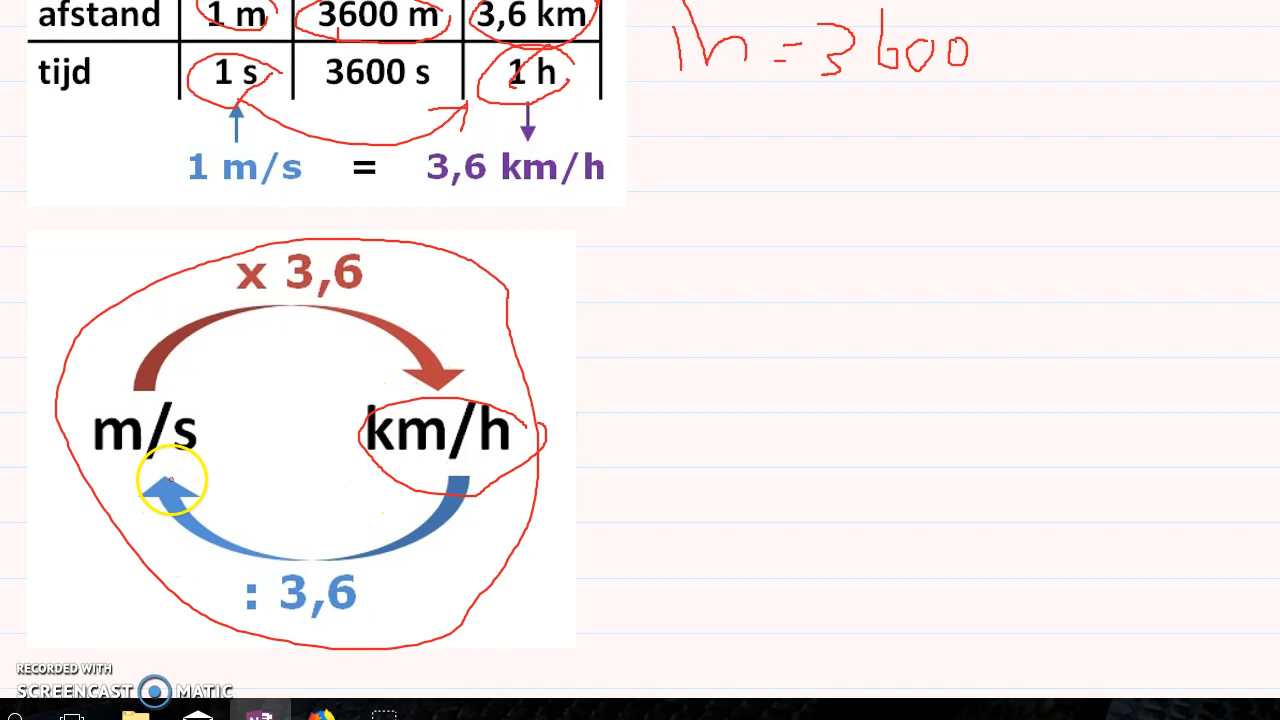 afstand 1 m 3600 m 3,6 km
1h = 3600
tijd 1 s 3600 s 1 h
1 m/s = 3,6 km/h
x 3,6
m/s km/h
: 3,6
RECORDED WITH
SCREENCAST MATIC